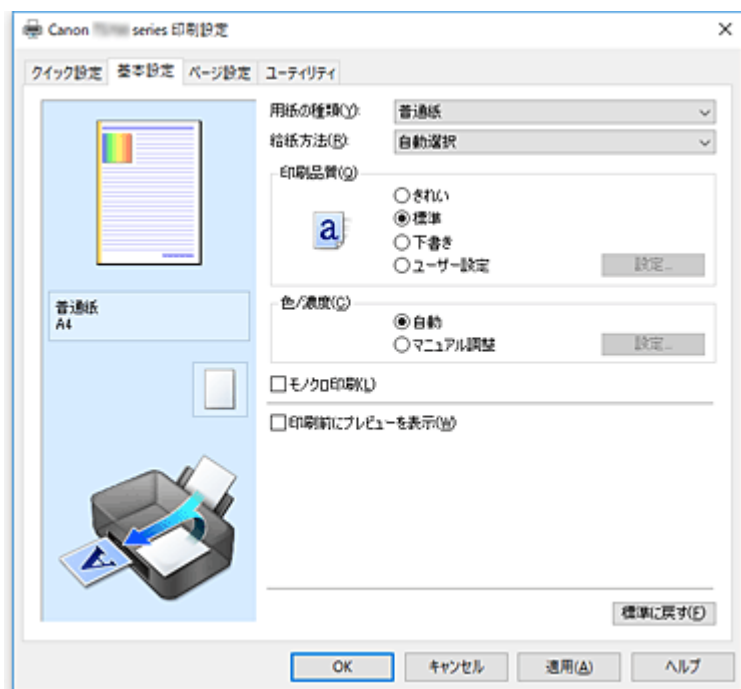 Canon series 印刷設定
クイック設定 基本設定 ページ設定 ユーティリティ
用紙の種類(Y): 普通紙
給紙方法(R): 自動選択
印刷品質(Q)
きれい
標準
下書き
ユーザー設定 設定...
a
色/濃度(C)
自動
マニュアル調整 設定...
モノクロ印刷(L)
印刷前にプレビューを表示(W)
普通紙
A4
A
標準に戻す(F)
OK キャンセル 適用(A) ヘルプ